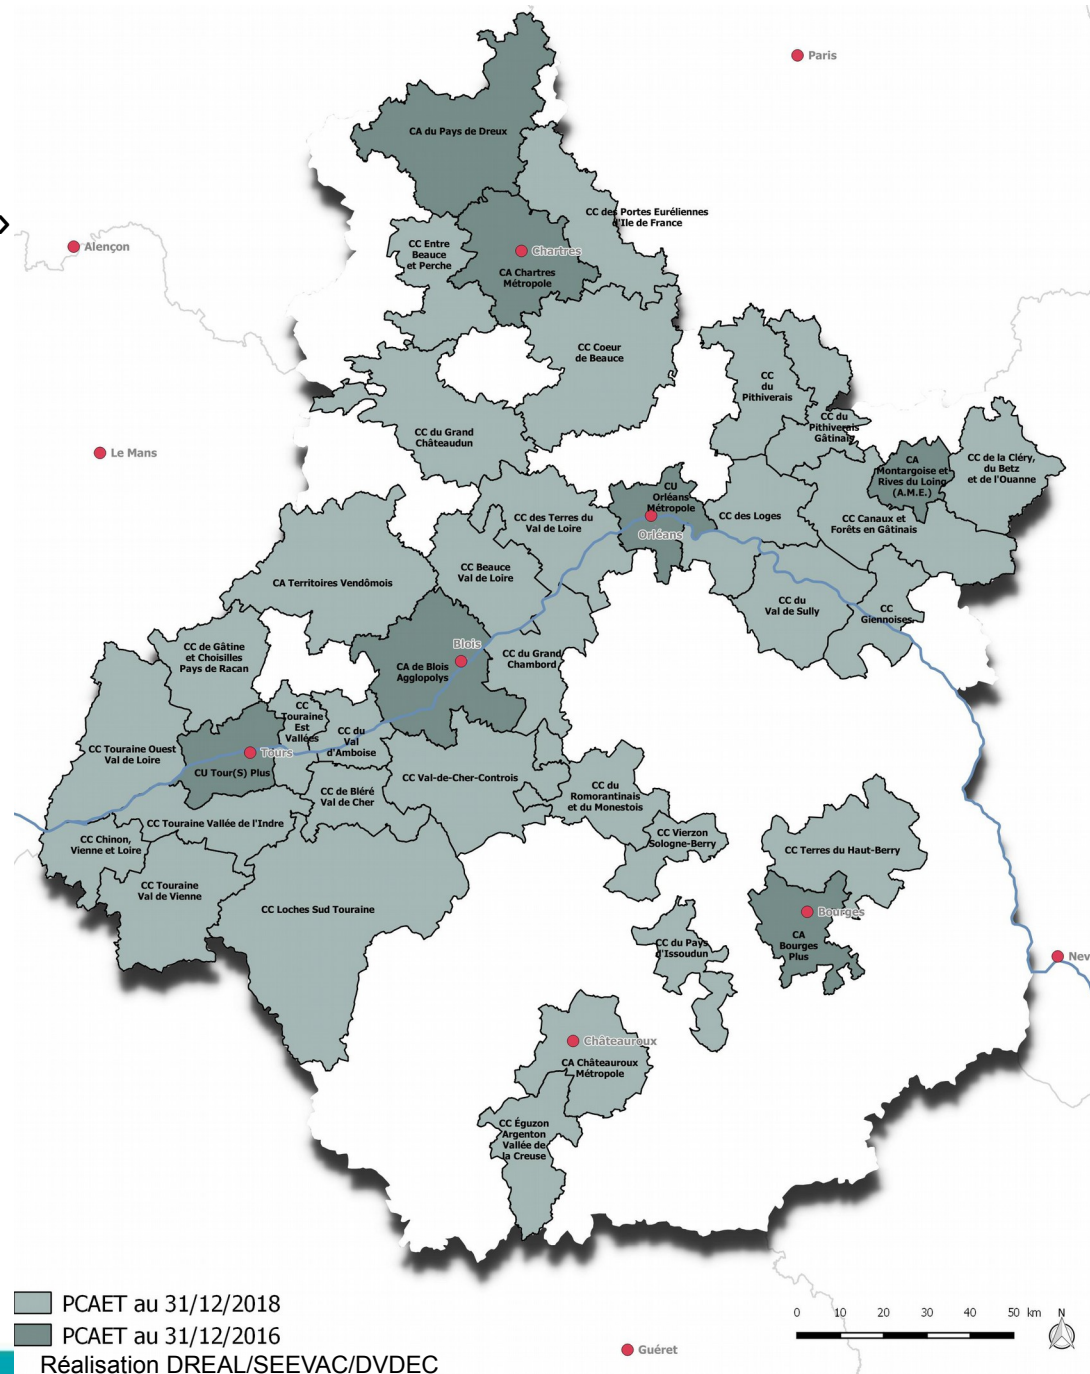 Paris
CA du Pays de Dreux
CC des Portes Euréliennes
d'Ile de France
Alençon
CC Entre
Beauce
et Perche
Chartres
CA Chartres
Métropole
CC Coeur
de Beauce
CC
du
Pithiverais
CC du
Pithiverais
Gâtinais
CC du Grand
Châteaudun
Le Mans
CA
Montargoise et
Rives du Loing
(A.M.E.)
CC de la Cléry,
du Betz
et de l'Ouanne
CU
Orléans
Métropole
Orléans
CC des Terres du
Val de Loire
CC des Loges
CC Canaux et
Forêts en Gâtinais
CC Beauce
Val de Loire
CA Territoires Vendômois
CC du
Val de Sully
CC
Giennoises
CC de Gâtine
et Choisilles
Pays de Racan
Blois
CA de Blois
Agglopolys
CC du Grand
Chambord
CC
Touraine
Est
Vallées
CC du
Val
d'Amboise
CC Touraine Ouest
Val de Loire
Tours
CU Tour(S) Plus
CC Val-de-Cher-Controis
CC de Bléré
Val de Cher
CC du
Romorantinais
et du Monestois
CC Touraine Vallée de l'Indre
CC Chinon,
Vienne et Loire
CC Vierzon
Sologne-Berry
CC Terres du Haut-Berry
CC Touraine
Val de Vienne
CC Loches Sud Touraine
Bourges
CA
Bourges
Plus
CC du Pays
d'Issoudun
Nev
Châteauroux
CA Châteauroux
Métropole
CC Éguzon
Argenton
Vallée de
la Creuse
PCAET au 31/12/2018
PCAET au 31/12/2016
Réalisation DREAL/SEEVAC/DVDEC
0 10 20 30 40 50 km
N
Guéret